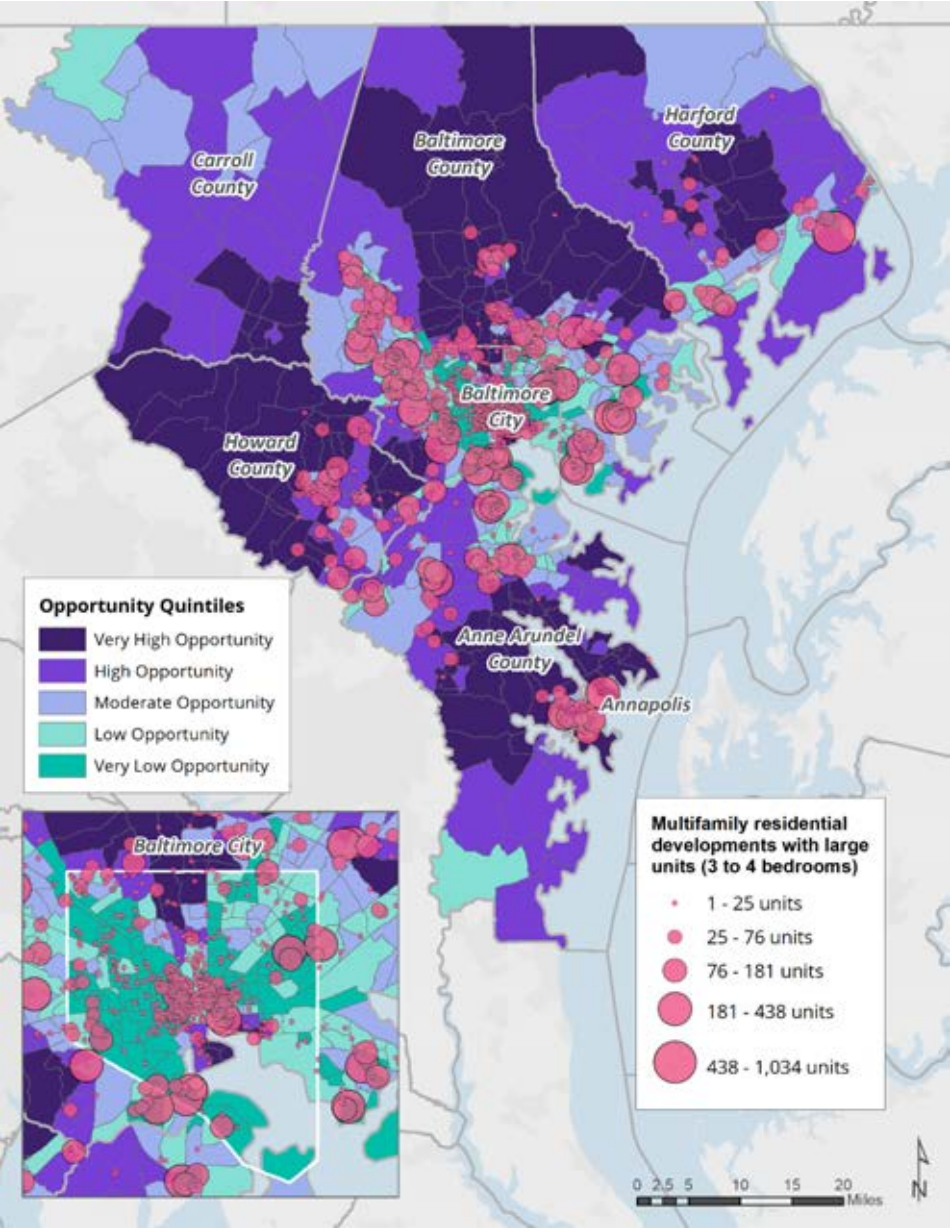 Harford
County
Baltimore
County
Carroll
County
Baltimore
City
Howard
County
Opportunity Quintiles
Very High Opportunity
High Opportunity
Moderate Opportunity
Low Opportunity
Very Low Opportunity
Anne Arundel
County
Annapolis
Baltimore City
Multifamily residential
developments with large
units (3 to 4 bedrooms)
1 - 25 units
25 - 76 units
76 - 181 units
181 - 438 units
438 - 1,034 units
N
0 2.5 5 10 15 20
Miles